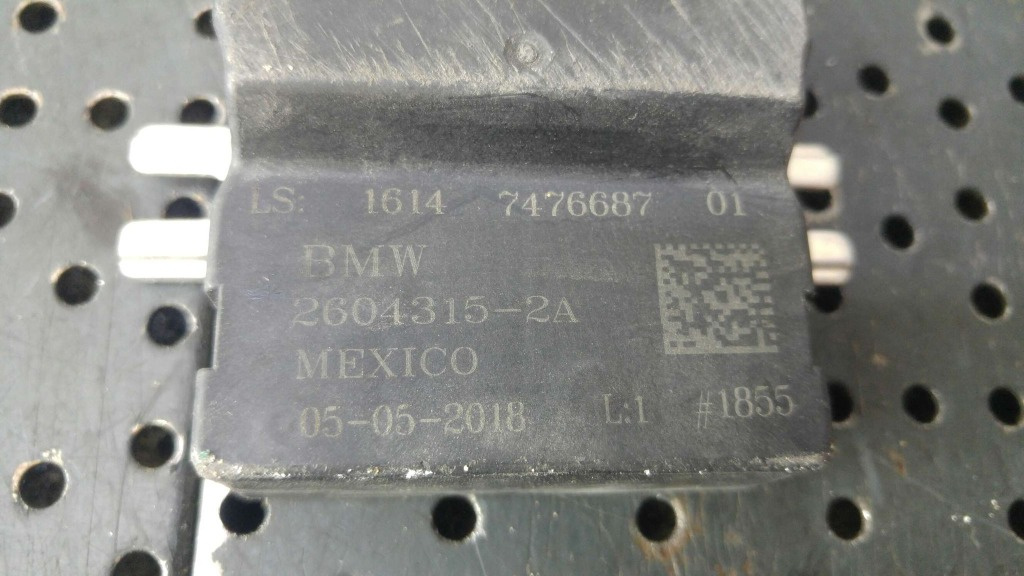 LS: 1614 7476687 01
BMW
2604315-2A
MEXICO
05-05-2018 L:1 #1855